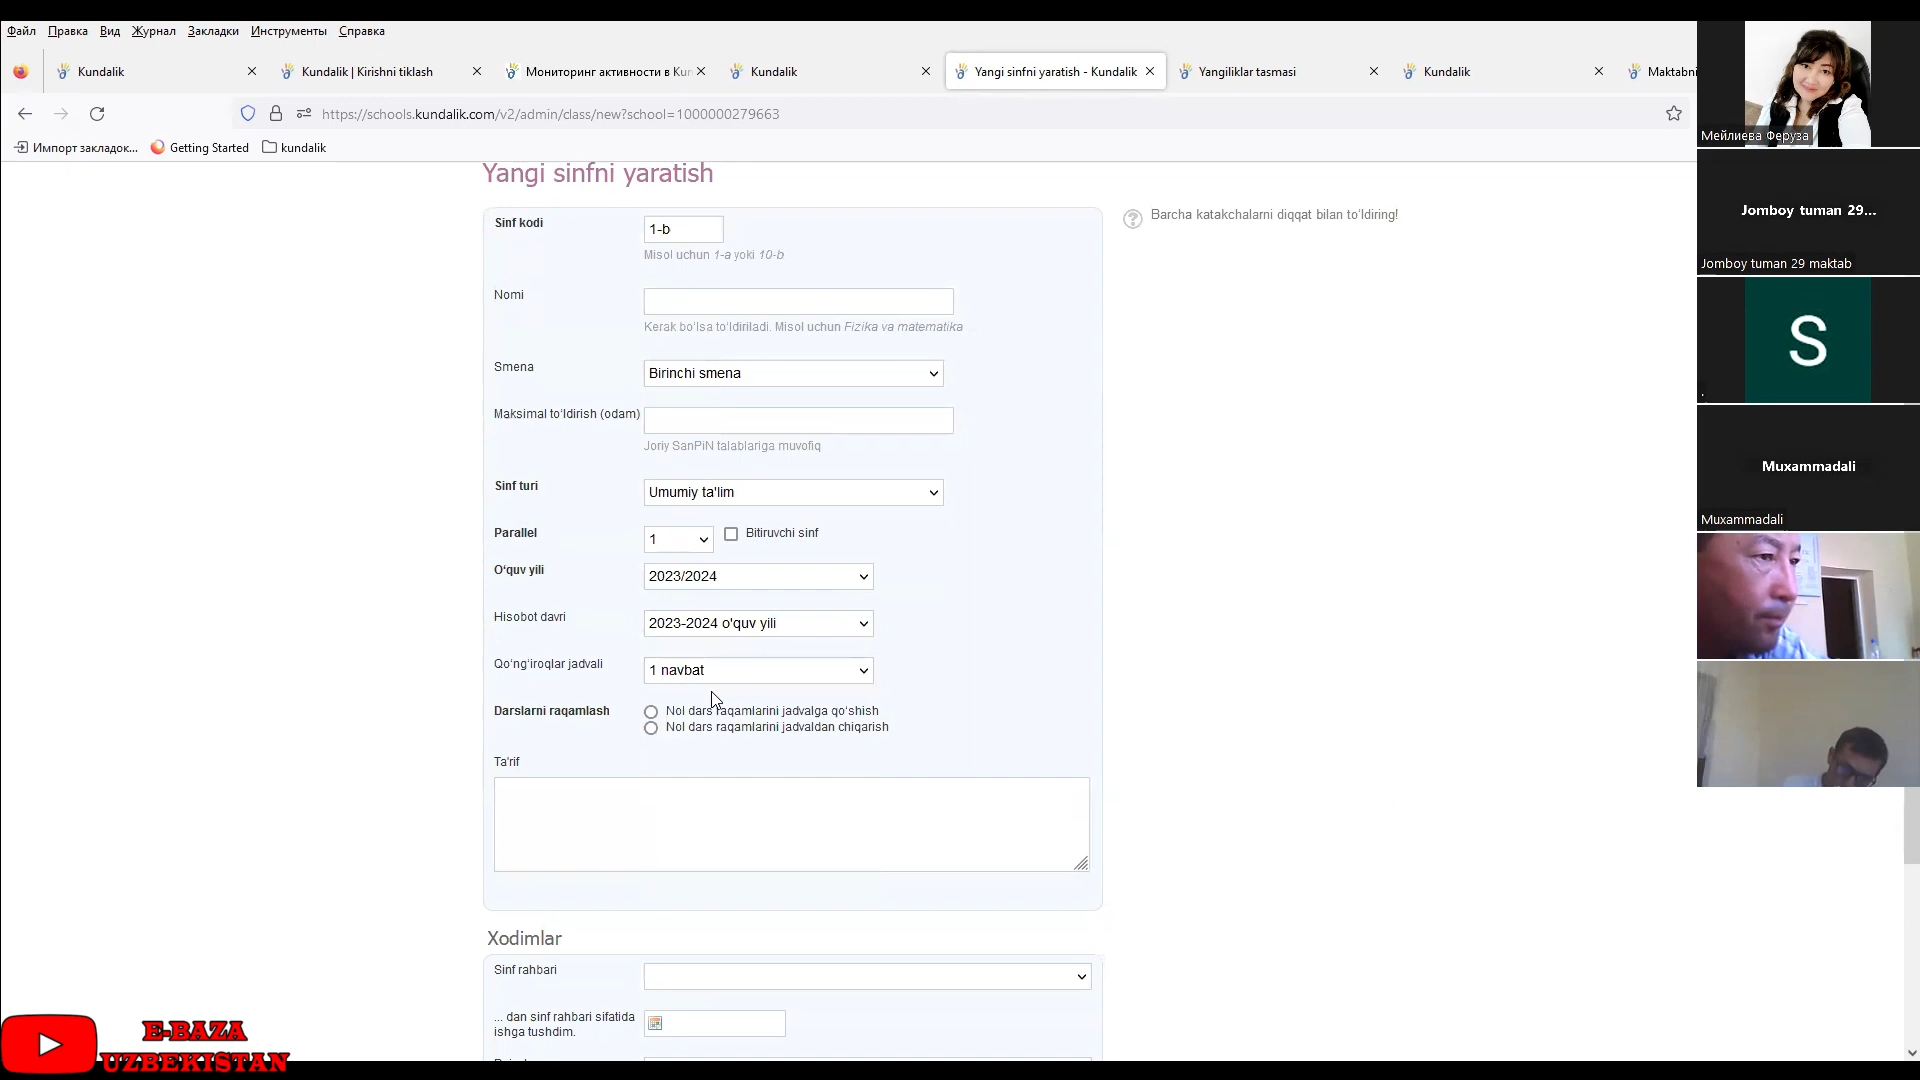 Файл Правка Вид Журнал Закладки Инструменты Справка
Kundalik
Kundalik | Kirishni tiklash
Мониторинг активности в Kun
Kundalik
Yangi sinfni yaratish - Kundalik
Yangiliklar tasmasi
Kundalik
Maktabni
https://schools.kundalik.com/v2/admin/class/new?school=1000000279663
Импорт закладок...
Getting Started
kundalik
Yangi sinfni yaratish
Sinf kodi
1-b
Misol uchun 1-a yoki 10-b
Barcha katakchalarni diqqat bilan to‘ldiring!
Nomi
Kerak bo‘lsa to‘ldiriladi. Misol uchun Fizika va matematika
Smena
Birinchi smena
Maksimal to‘ldirish (odam)
Joriy SanPiN talablariga muvofiq
Sinf turi
Umumiy ta'lim
Parallel
1
Bitiruvchi sinf
O‘quv yili
2023/2024
Hisobot davri
2023-2024 o'quv yili
Qo‘ng‘iroqlar jadvali
1 navbat
Darslarni raqamlash
Nol dars raqamlarini jadvalga qo‘shish
Nol dars raqamlarini jadvaldan chiqarish
Ta'rif
Xodimlar
Sinf rahbari
... dan sinf rahbari sifatida
ishga tushdim.
Мейлиева Феруза
Jomboy tuman 29...
Jomboy tuman 29 maktab
S
.
Muxammadali
Muxammadali
E-BAZA
UZBEKISTAN